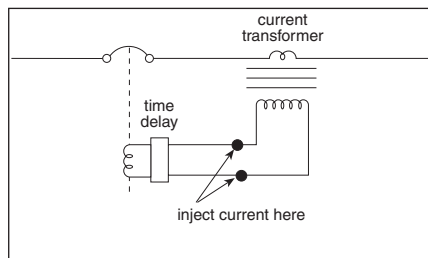 current
transformer
time
delay
inject current here